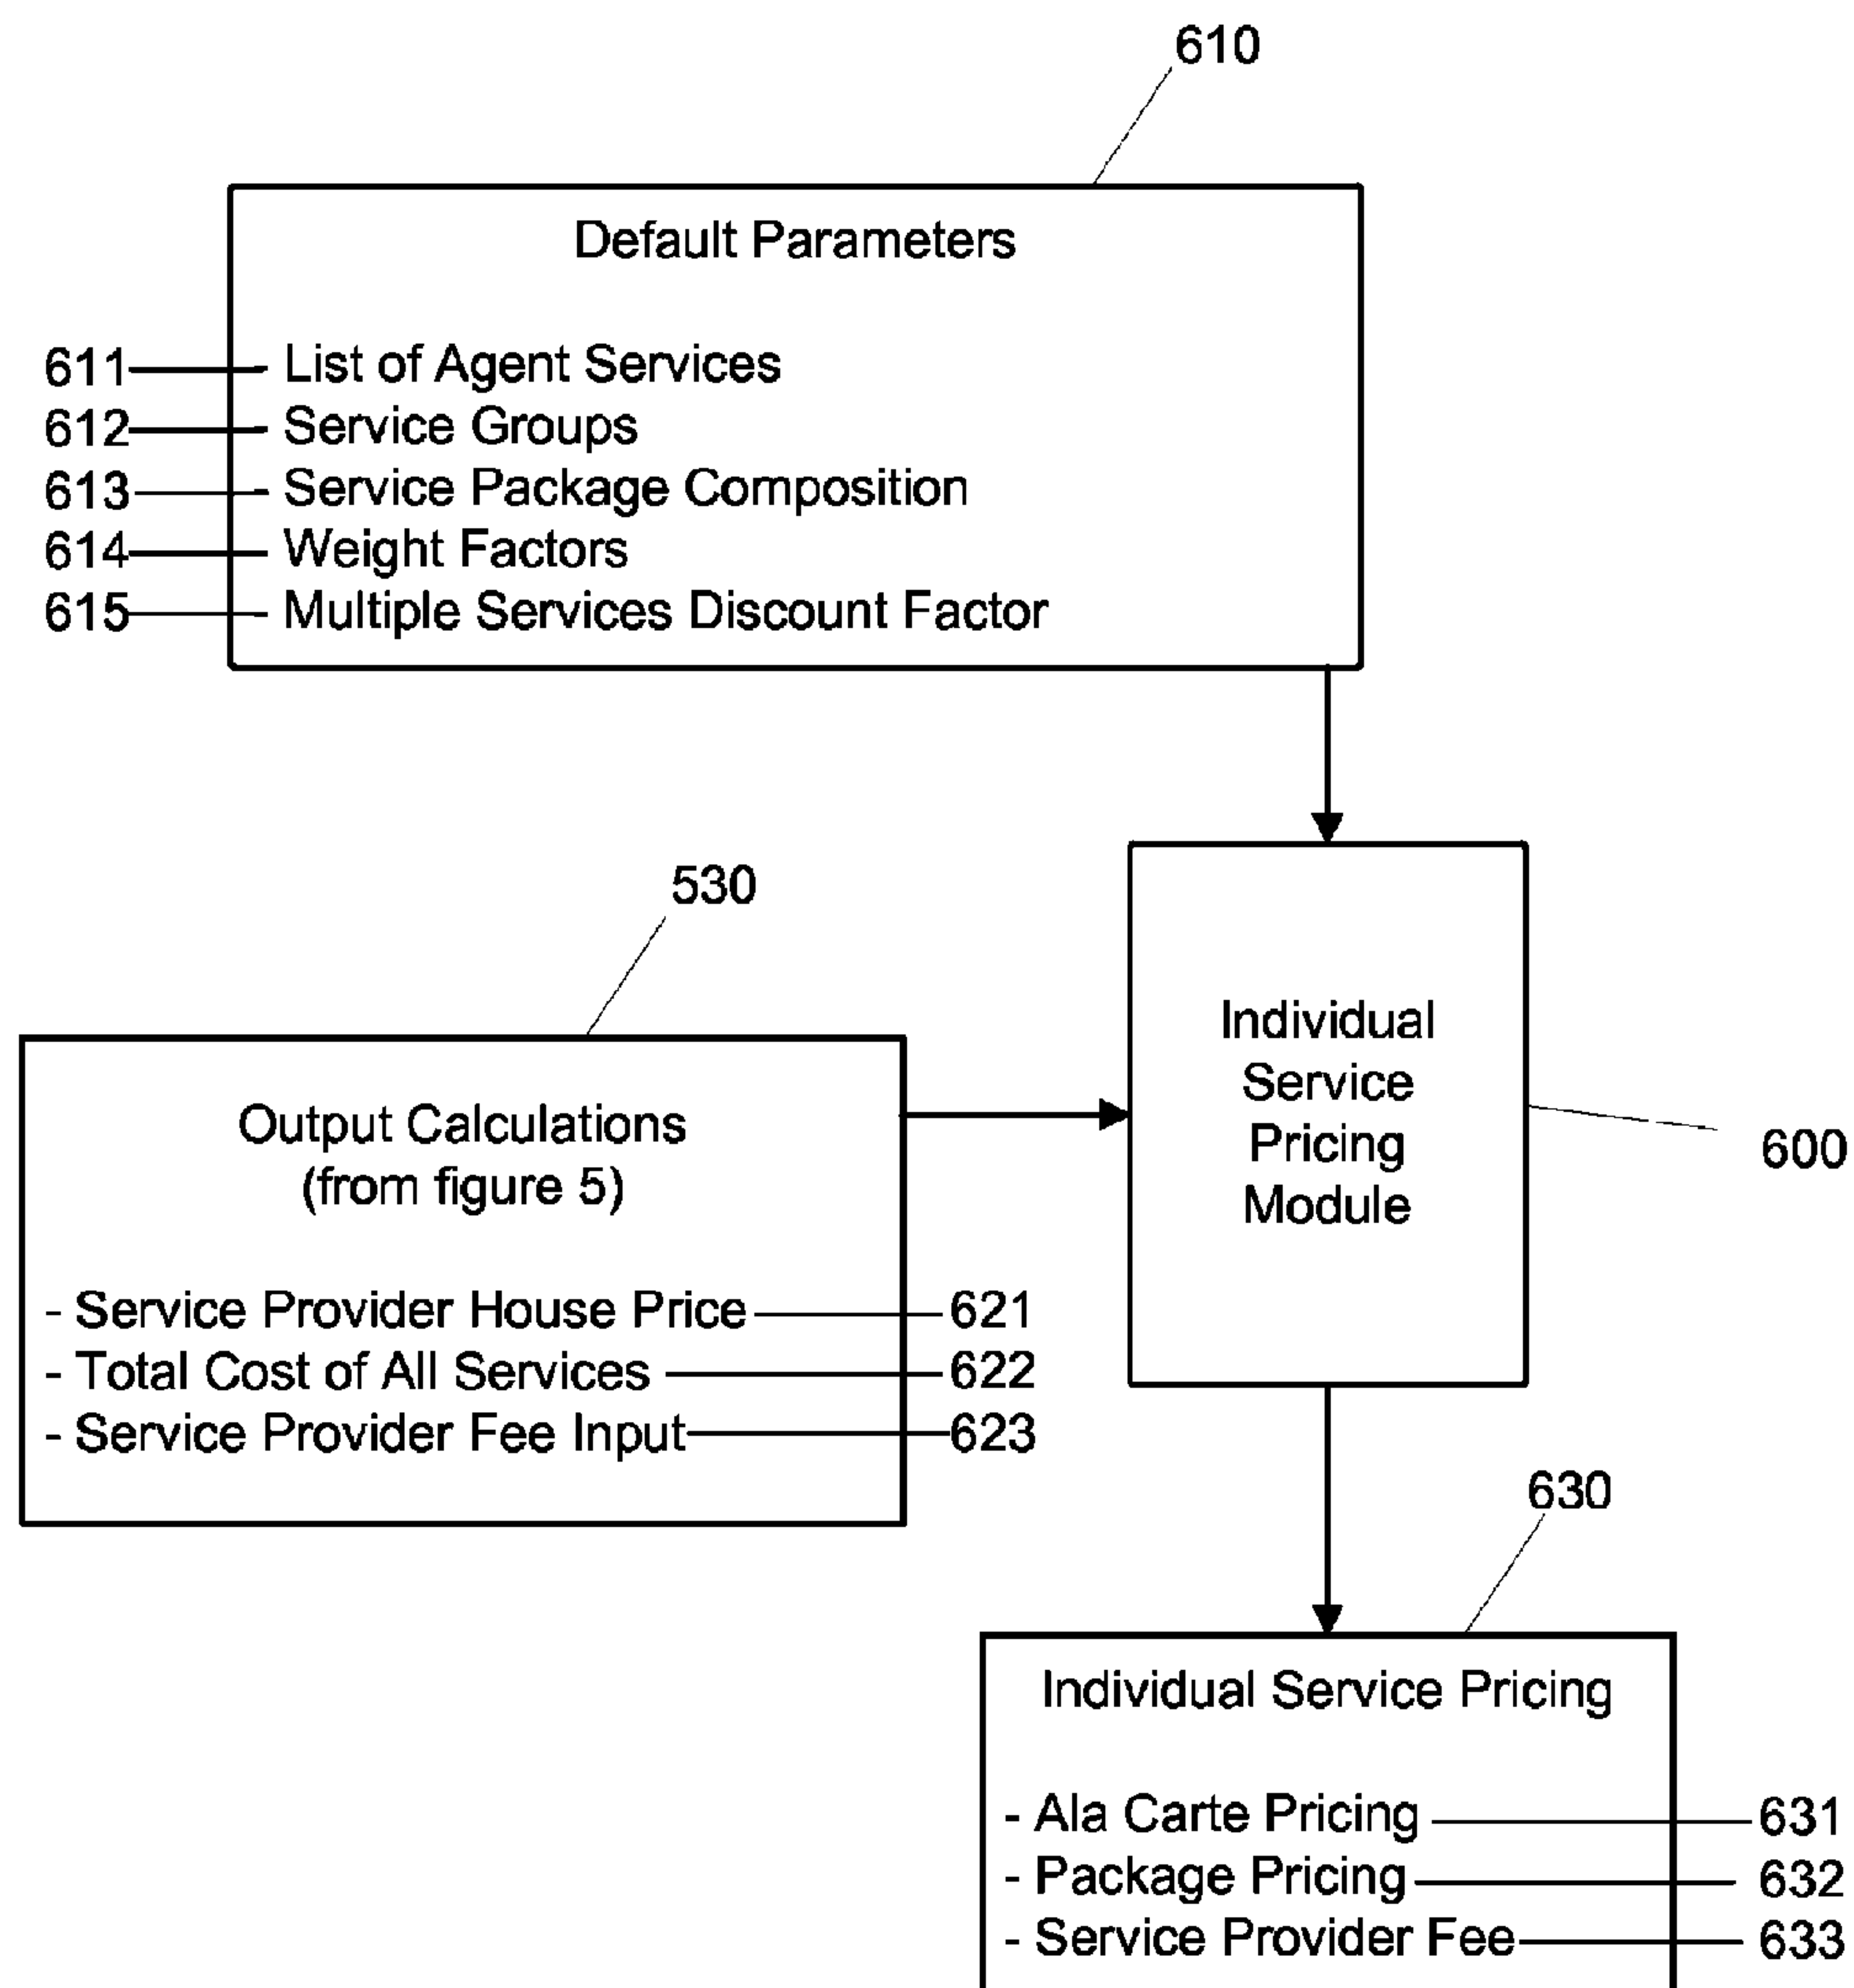 610
Default Parameters
611 - List of Agent Services
612 - Service Groups
613 - Service Package Composition
614 - Weight Factors
615 - Multiple Services Discount Factor
530
Output Calculations
(from figure 5)
- Service Provider House Price 621
- Total Cost of All Services 622
- Service Provider Fee Input 623
Individual
Service
Pricing
Module
600
630
Individual Service Pricing
- Ala Carte Pricing 631
- Package Pricing 632
- Service Provider Fee 633